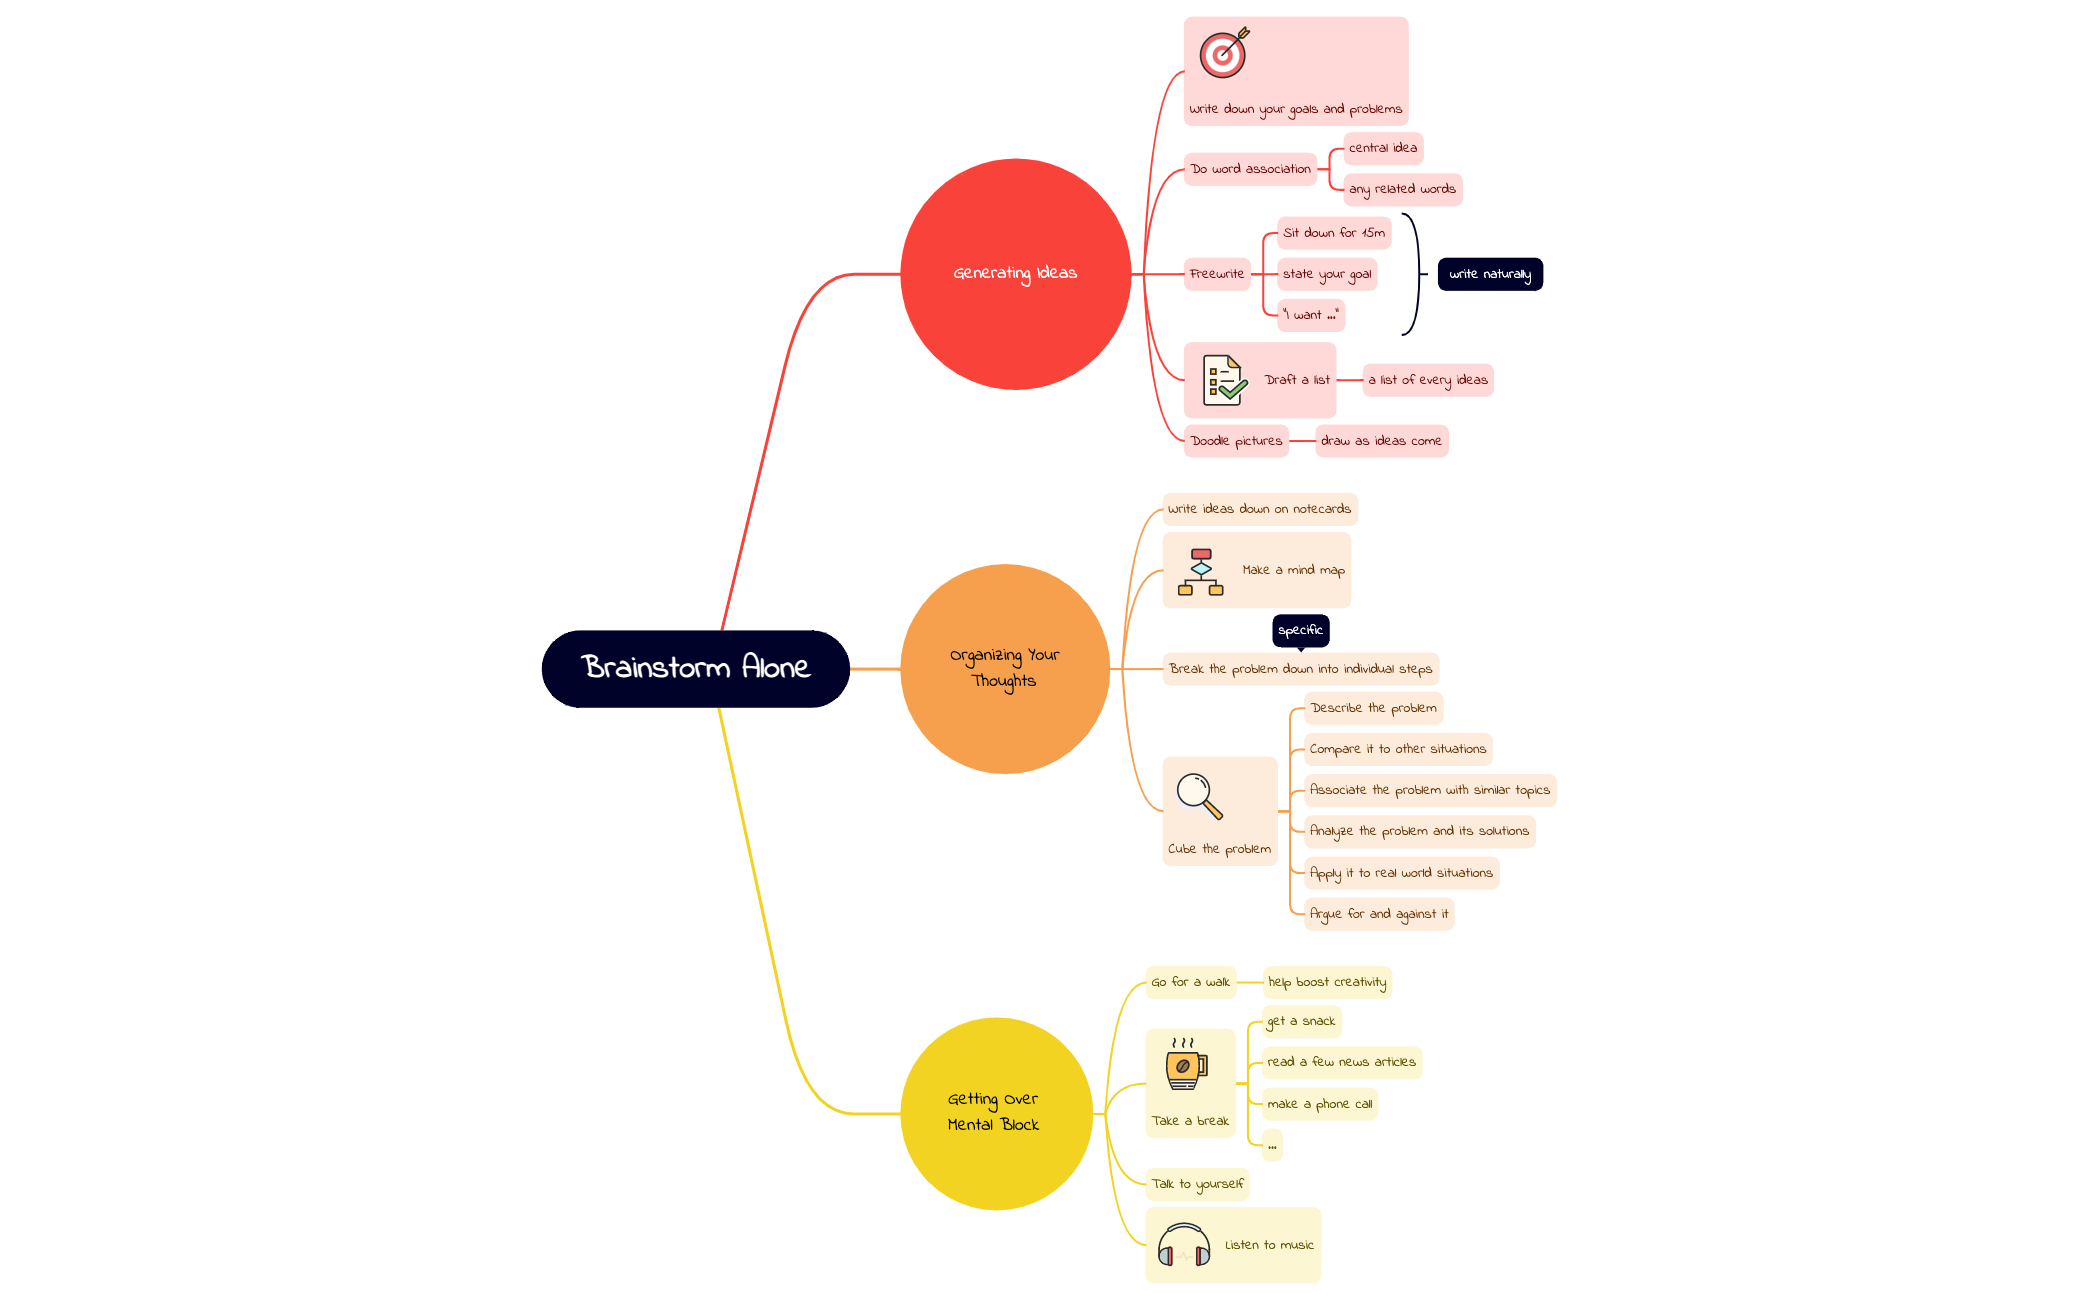 Brainstorm Alone
Generating Ideas
Write down your goals and problems
Do word association
central idea
any related words
Freewrite
Sit down for 15m
state your goal
"I want ..."
write naturally
Draft a list
a list of every ideas
Doodle pictures
draw as ideas come
Organizing Your
Thoughts
Write ideas down on notecards
Make a mind map
specific
Break the problem down into individual steps
Cube the problem
Describe the problem
Compare it to other situations
Associate the problem with similar topics
Analyze the problem and its solutions
Apply it to real world situations
Argue for and against it
Getting Over
Mental Block
Go for a walk
help boost creativity
Take a break
get a snack
read a few news articles
make a phone call
...
Talk to yourself
Listen to music